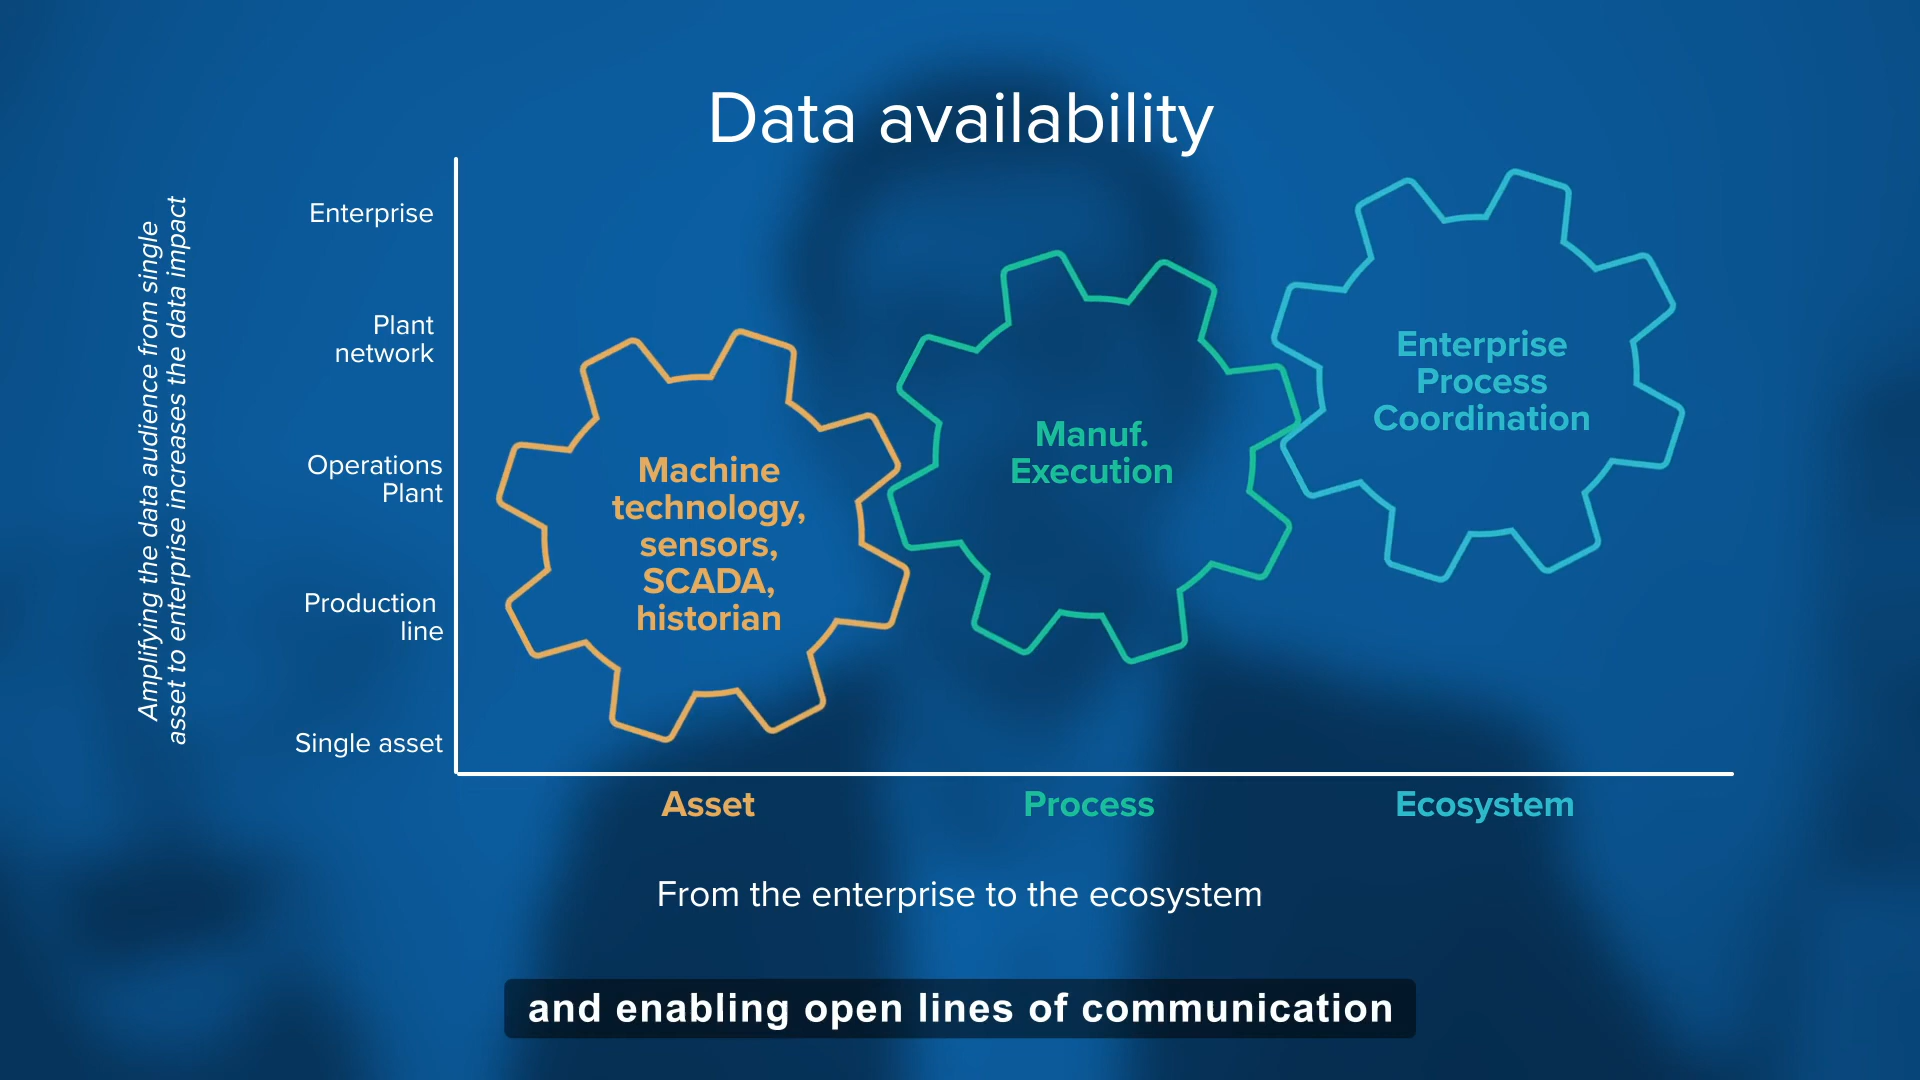 Data availability
Amplifying the data audience from single
asset to enterprise increases the data impact
Enterprise
Plant
network
Operations
Plant
Production
line
Single asset
Machine
technology,
sensors,
SCADA,
historian
Manuf.
Execution
Enterprise
Process
Coordination
Asset
Process
Ecosystem
From the enterprise to the ecosystem
and enabling open lines of communication